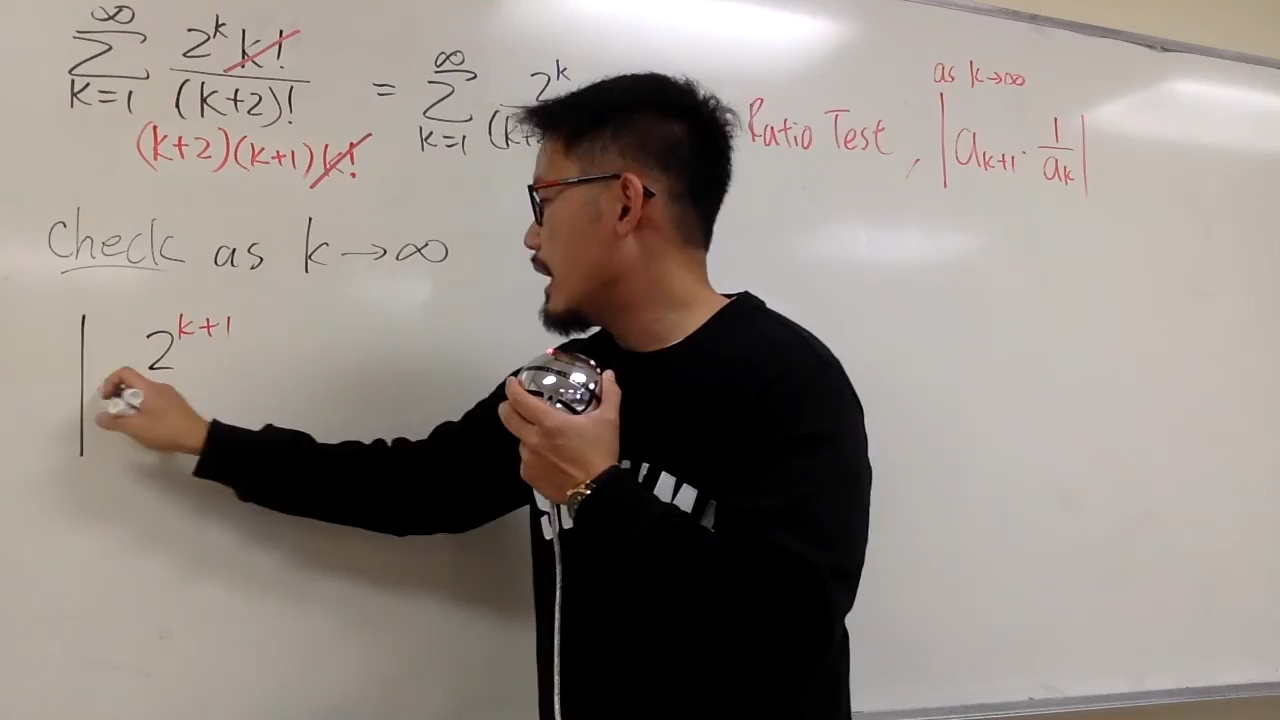 ∞ ∞
∑ 2^k k! / (k+2)! = ∑ 2^k / (k+
k=1 k=1
(k+2)(k+1)k!
as k→∞
Ratio Test, |a_{k+1} · 1/a_k|
Check as k→∞
| 2^{k+1}